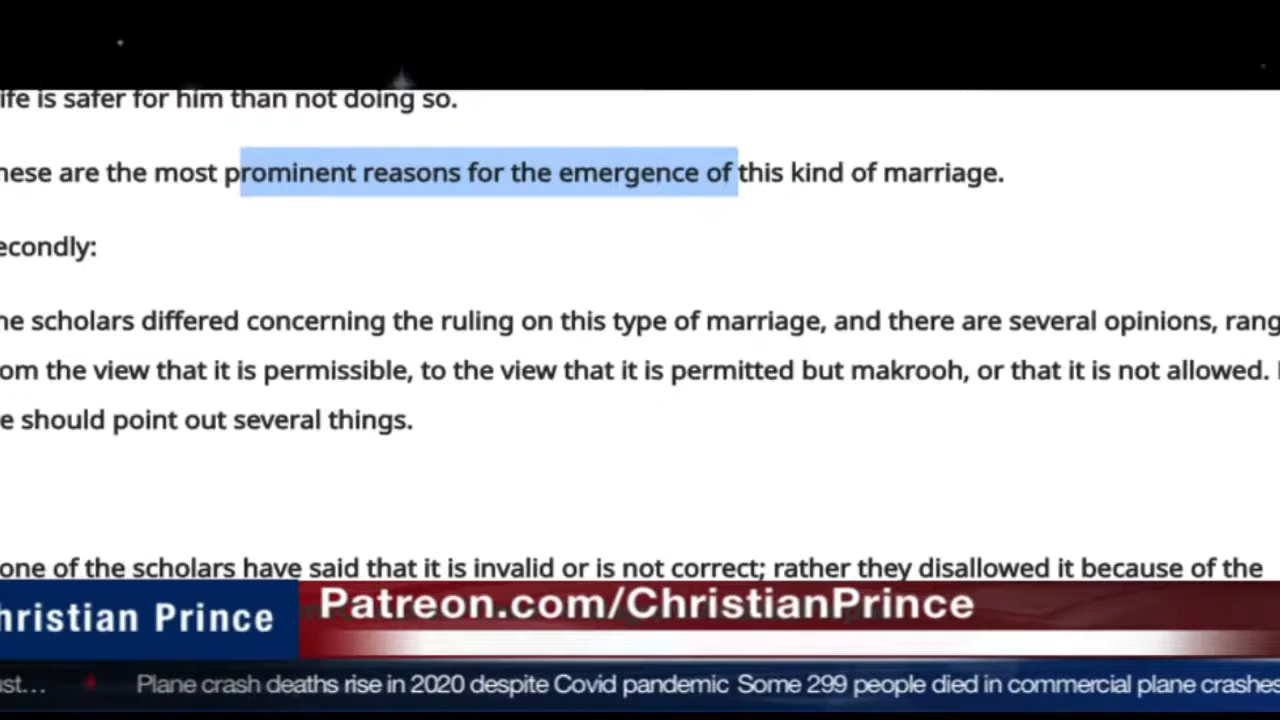 ife is safer for him than not doing so.
hese are the most prominent reasons for the emergence of this kind of marriage.
econdly:
he scholars differed concerning the ruling on this type of marriage, and there are several opinions, rang
om the view that it is permissible, to the view that it is permitted but makrooh, or that it is not allowed.
e should point out several things.
one of the scholars have said that it is invalid or is not correct; rather they disallowed it because of the
hristian Prince
Patreon.com/ChristianPrince
ust... Plane crash deaths rise in 2020 despite Covid pandemic Some 299 people died in commercial plane crashes